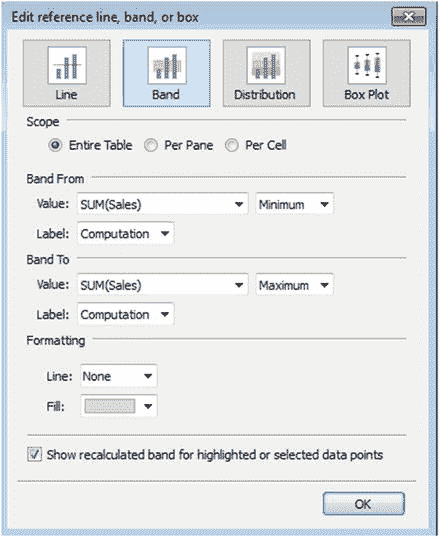 Edit reference line, band, or box
Line Band Distribution Box Plot
Scope
Entire Table Per Pane Per Cell
Band From
Value: SUM(Sales) Minimum
Label: Computation
Band To
Value: SUM(Sales) Maximum
Label: Computation
Formatting
Line: None
Fill:
Show recalculated band for highlighted or selected data points
OK